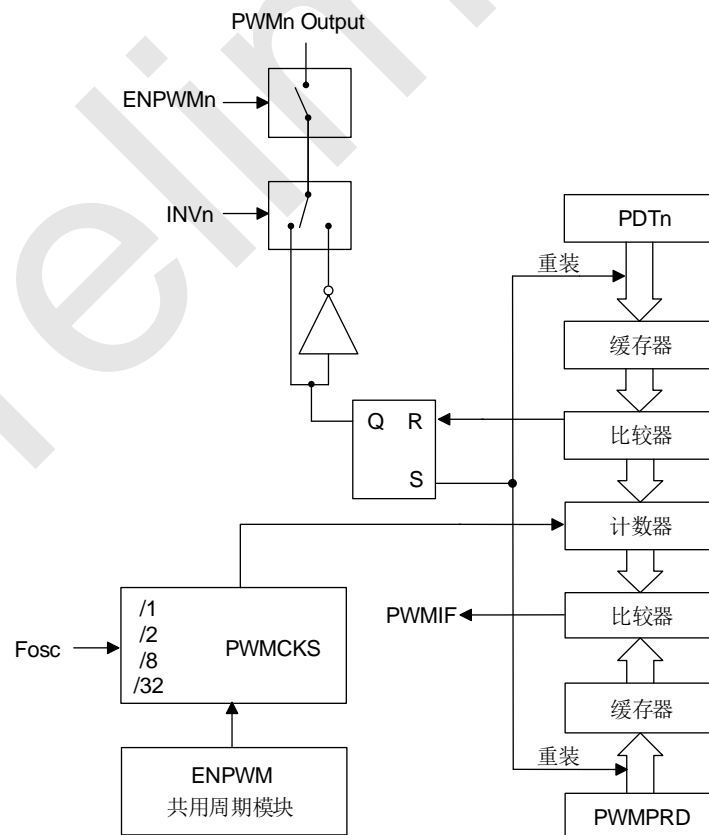 PWMn Output
ENPWMn
INVn
PDTn
重装
缓存器
Q R
S
比较器
计数器
比较器
PWMIF
Fosc
/1
/2
/8
/32
PWMCKS
缓存器
重装
ENPWM
共用周期模块
PWMPRD